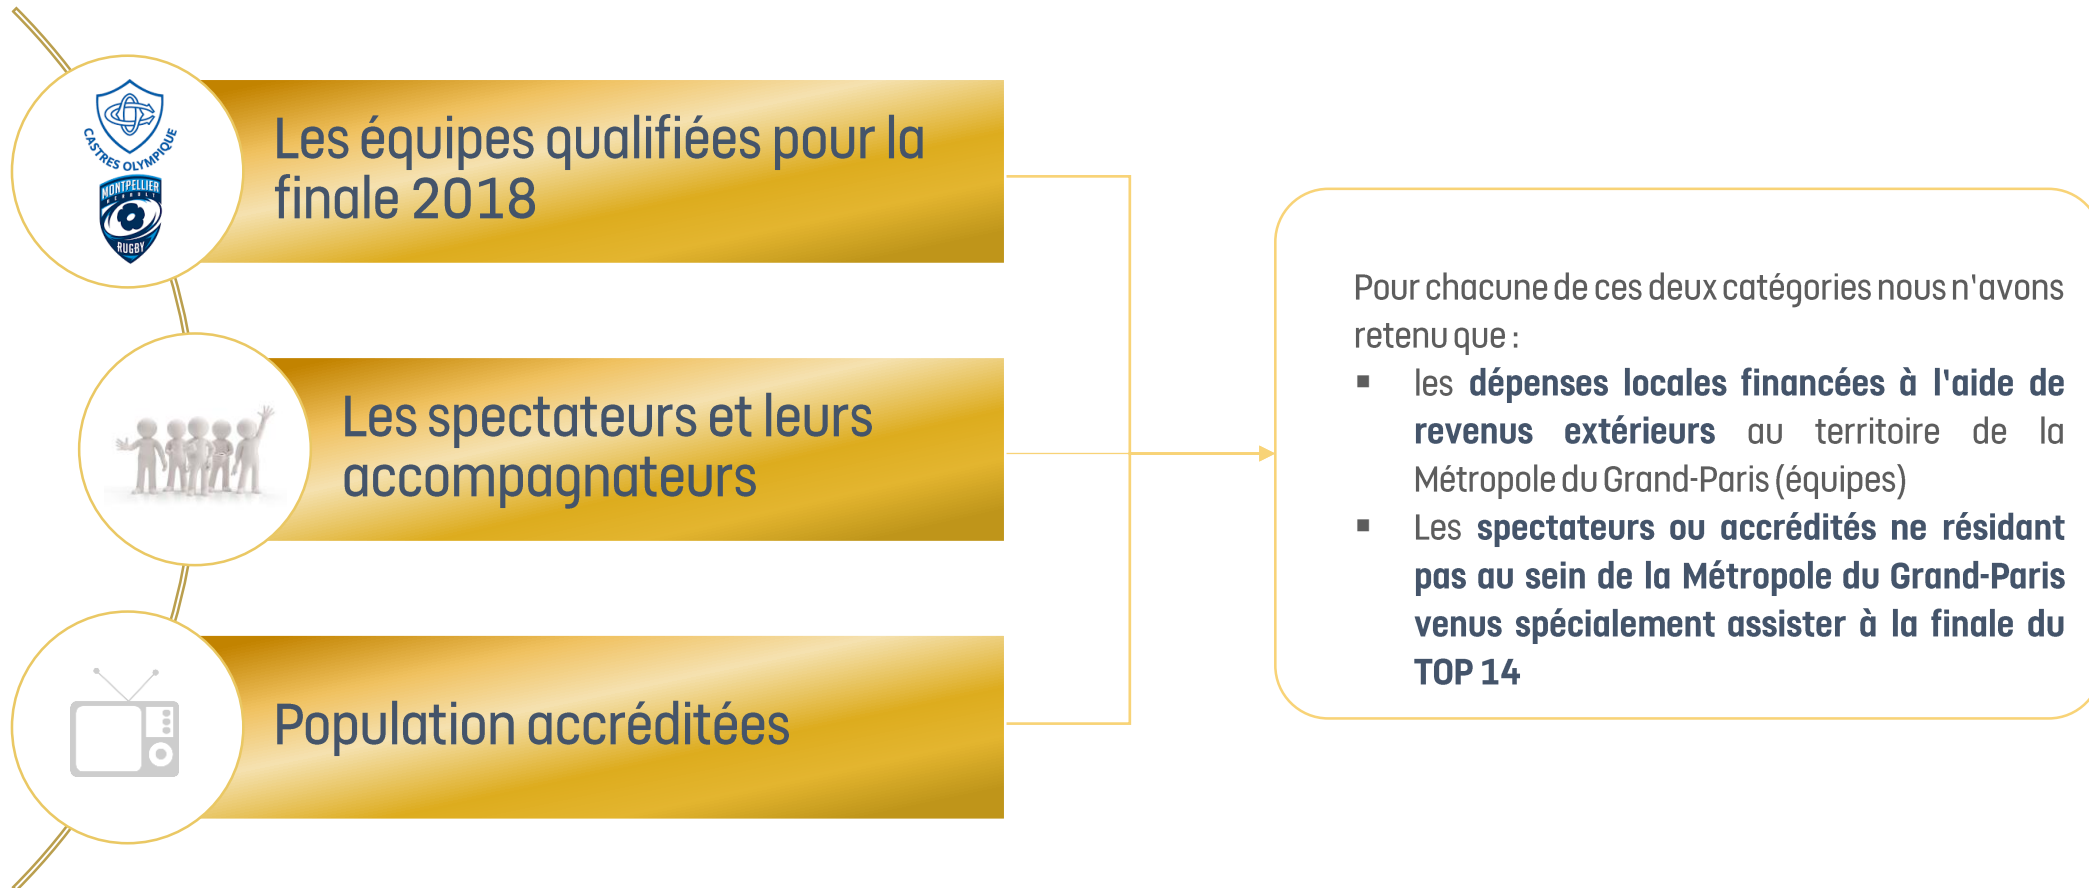 CASTRES OLYMPIQUE
MONTPELLIER
HERAULT
RUGBY
Les équipes qualifiées pour la
finale 2018
Les spectateurs et leurs
accompagnateurs
Population accréditées
Pour chacune de ces deux catégories nous n'avons
retenu que :
▪ les dépenses locales financées à l'aide de
revenus extérieurs au territoire de la
Métropole du Grand-Paris (équipes)
▪ Les spectateurs ou accrédités ne résidant
pas au sein de la Métropole du Grand-Paris
venus spécialement assister à la finale du
TOP 14